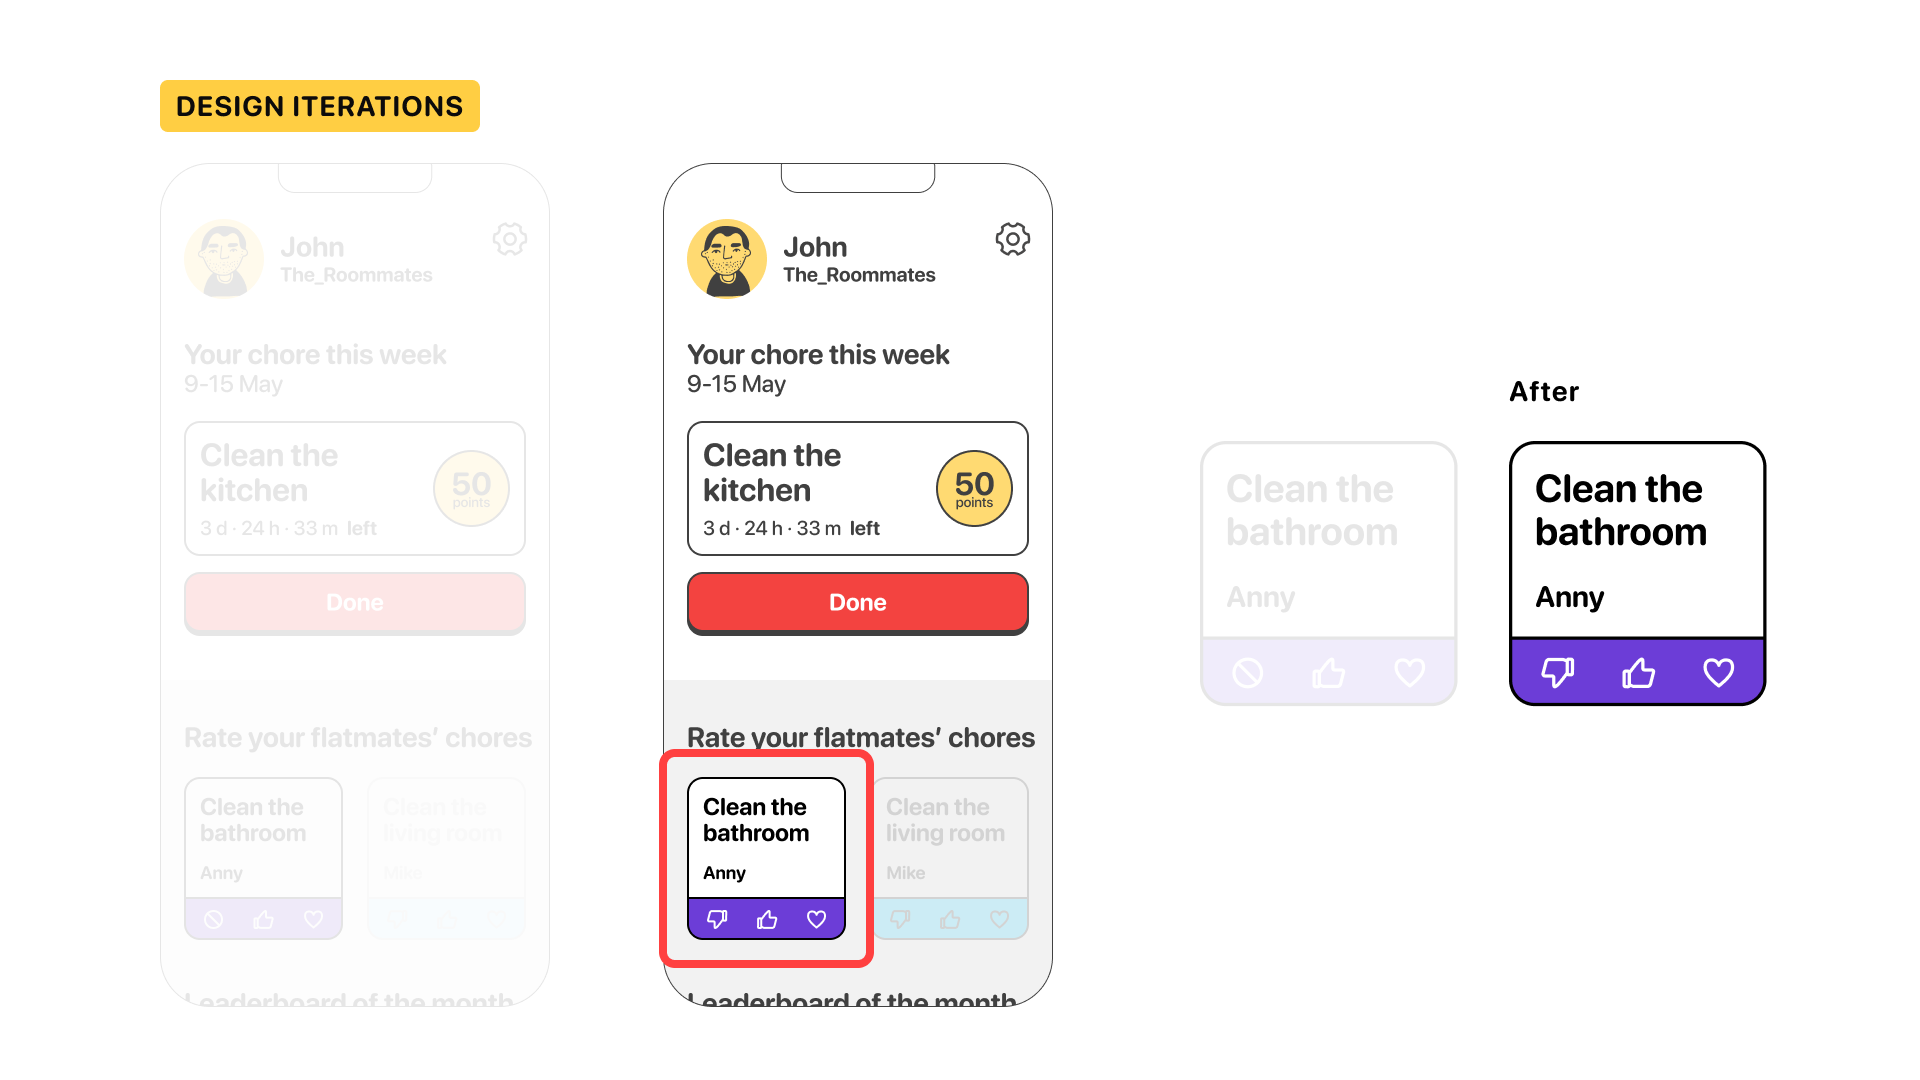 DESIGN ITERATIONS
John
The_Roommates
Your chore this week
9-15 May
Clean the
kitchen
50
points
3 d · 24 h · 33 m left
Done
Rate your flatmates’ chores
Clean the
bathroom
Anny
Clean the
living room
Mike
Leaderboard of the month
John
The_Roommates
Your chore this week
9-15 May
Clean the
kitchen
50
points
3 d · 24 h · 33 m left
Done
Rate your flatmates’ chores
Clean the
bathroom
Anny
Clean the
living room
Mike
Leaderboard of the month
Clean the
bathroom
Anny
After
Clean the
bathroom
Anny